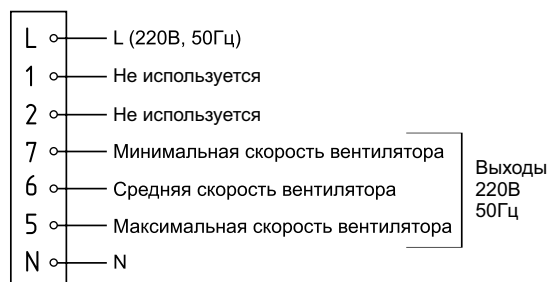 L L (220В, 50Гц)
1 Не используется
2 Не используется
7 Минимальная скорость вентилятора
6 Средняя скорость вентилятора
5 Максимальная скорость вентилятора
N N
Выходы
220В
50Гц